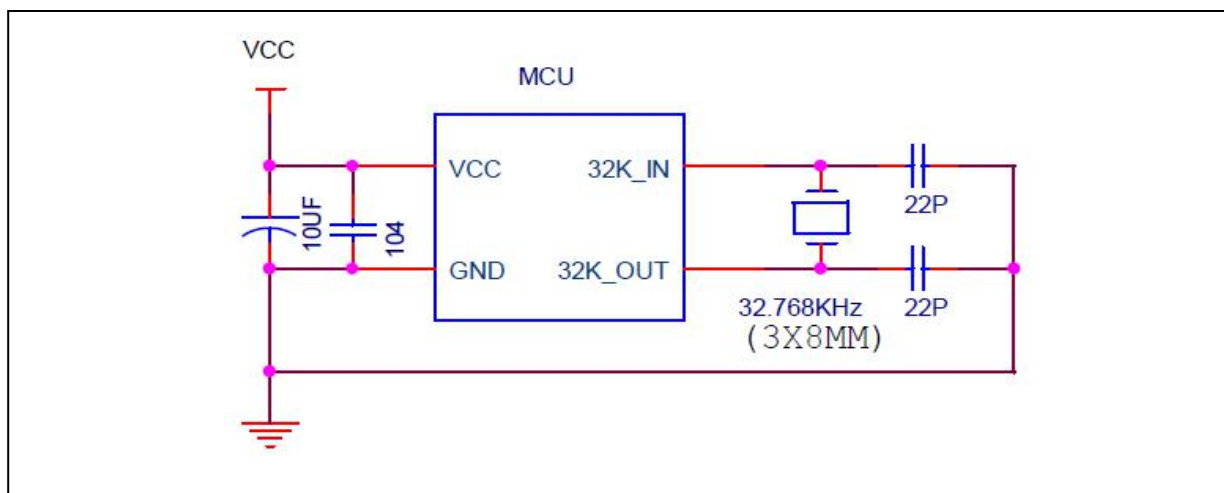 VCC
MCU
VCC
32K_IN
10UF
104
22P
GND
32K_OUT
32.768KHz
22P
(3X8MM)